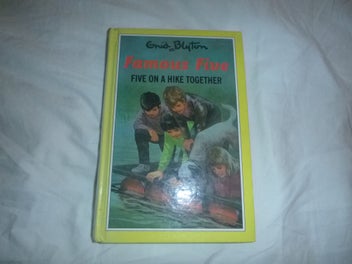 Enid Blyton
Famous Five
FIVE ON A HIKE TOGETHER